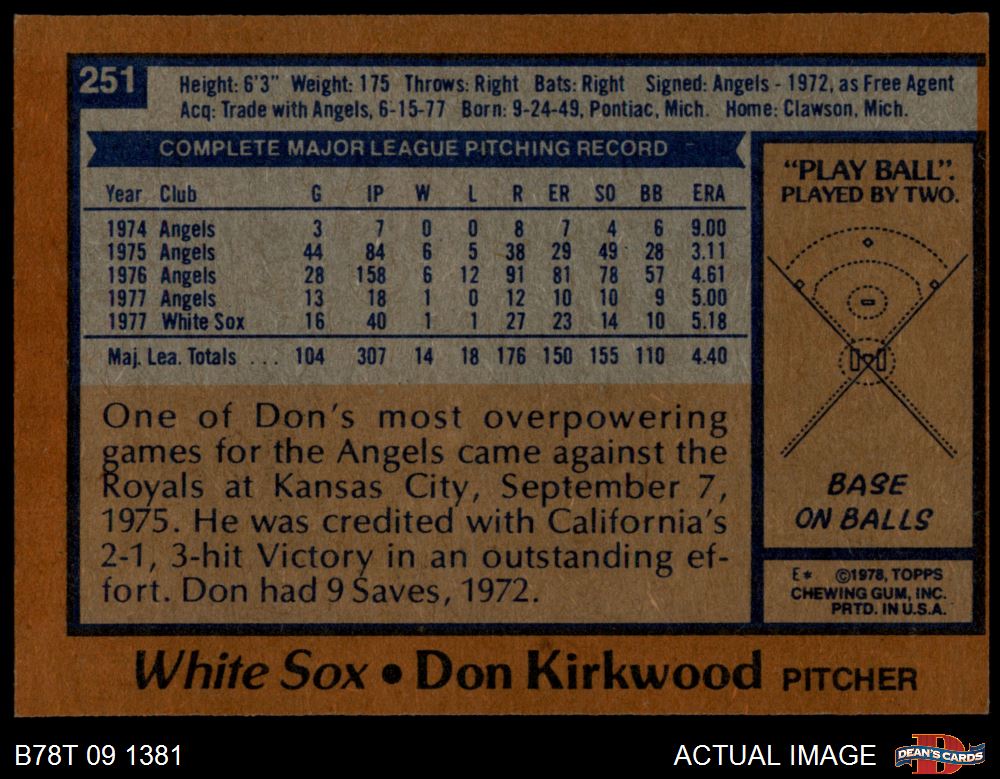 251
Height: 6'3" Weight: 175 Throws: Right Bats: Right Signed: Angels - 1972, as Free Agent
Acq: Trade with Angels, 6-15-77 Born: 9-24-49, Pontiac, Mich. Home: Clawson, Mich.
COMPLETE MAJOR LEAGUE PITCHING RECORD
Year Club G IP W L R ER SO BB ERA
1974 Angels 3 7 0 0 8 7 4 6 9.00
1975 Angels 44 84 6 5 38 29 49 28 3.11
1976 Angels 28 158 6 12 91 81 78 57 4.61
1977 Angels 13 18 1 0 12 10 10 9 5.00
1977 White Sox 16 40 1 1 27 23 14 10 5.18
Maj. Lea. Totals ... 104 307 14 18 176 150 155 110 4.40
One of Don's most overpowering
games for the Angels came against the
Royals at Kansas City, September 7,
1975. He was credited with California's
2-1, 3-hit Victory in an outstanding ef-
fort. Don had 9 Saves, 1972.
"PLAY BALL".
PLAYED BY TWO.
BASE
ON BALLS
E* ©1978, TOPPS
CHEWING GUM, INC.
PRTD. IN U.S.A.
White Sox • Don Kirkwood PITCHER
B78T 09 1381
ACTUAL IMAGE
DEAN'S CARDS